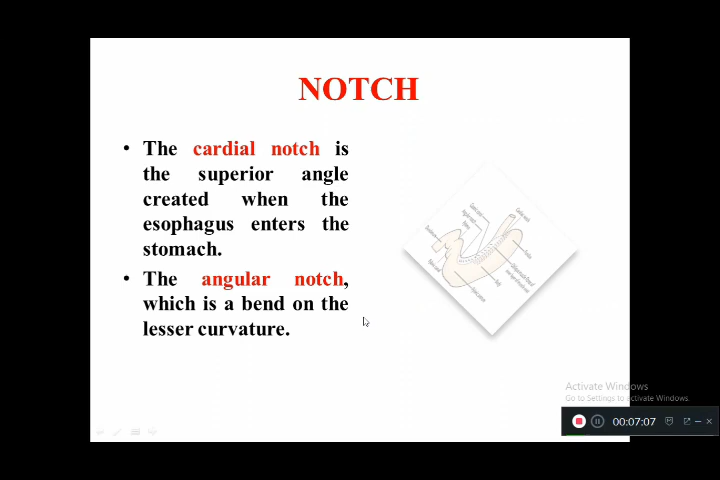 NOTCH
• The cardial notch is
the superior angle
created when the
esophagus enters the
stomach.
• The angular notch,
which is a bend on the
lesser curvature.
Activate Windows
Go to Settings to activate Windows.
00:07:07